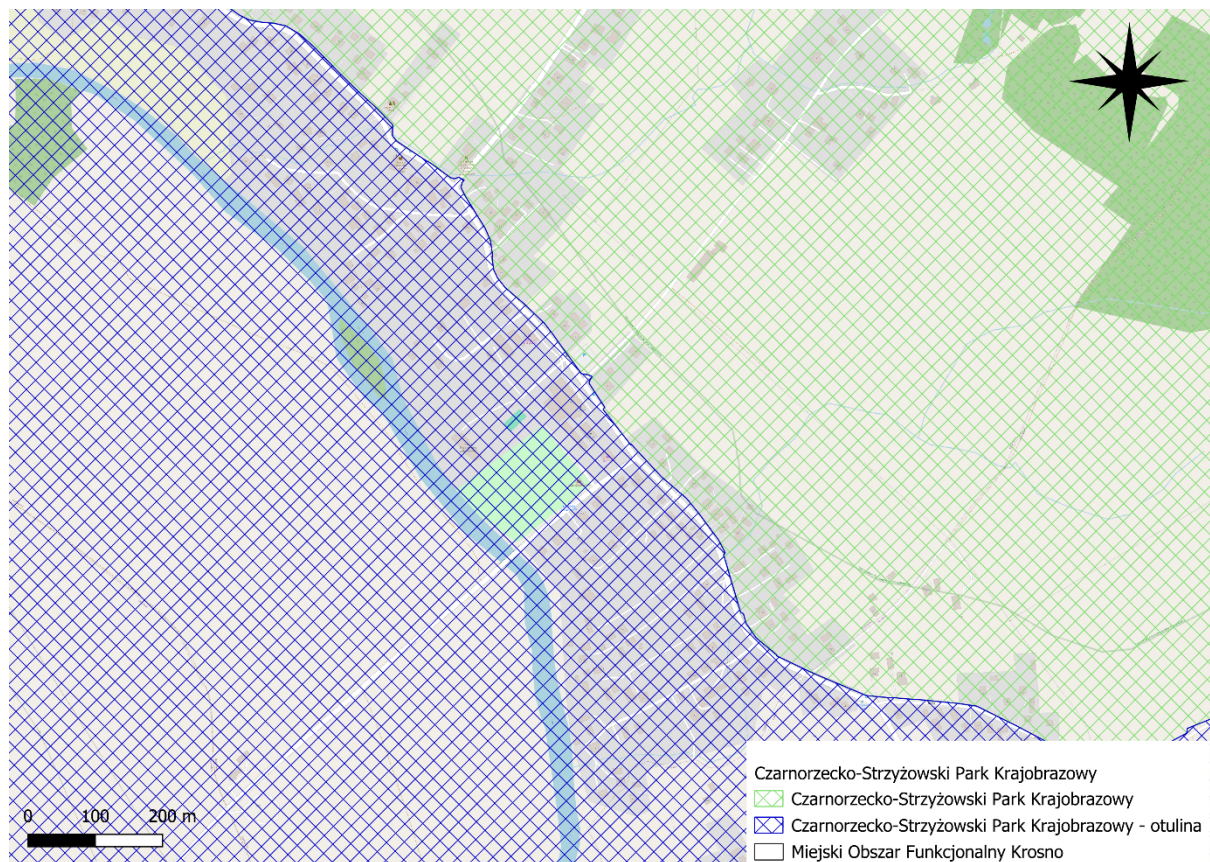 Czarnorzecko-Strzyżowski Park Krajobrazowy
Czarnorzecko-Strzyżowski Park Krajobrazowy
Czarnorzecko-Strzyżowski Park Krajobrazowy - otulina
Miejski Obszar Funkcjonalny Krosno
0 100 200 m